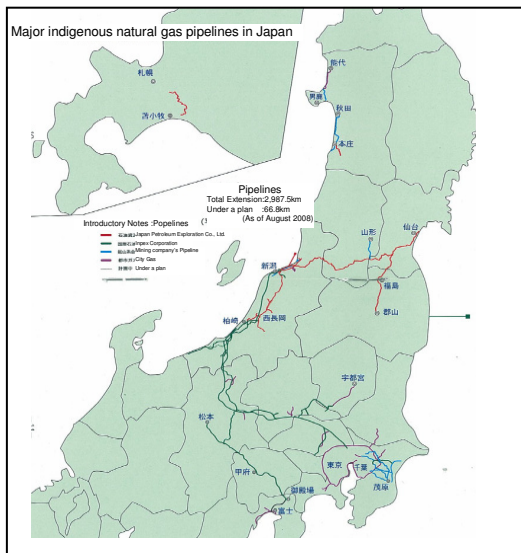 Major indigenous natural gas pipelines in Japan
札幌
苫小牧
能代
男鹿
秋田
本庄
Pipelines
Total Extension:2,987.5km
Under a plan :66.8km
(As of August 2008)
Introductory Notes :Popelines
Japan Petroleum Exploration Co., Ltd.
Inpex Corporation
Mining company's Pipeline
City Gas
Under a plan
山形
仙台
新潟
福島
柏崎
西長岡
郡山
宇都宮
松本
東京
千葉
甲府
茂原
御殿場
富士